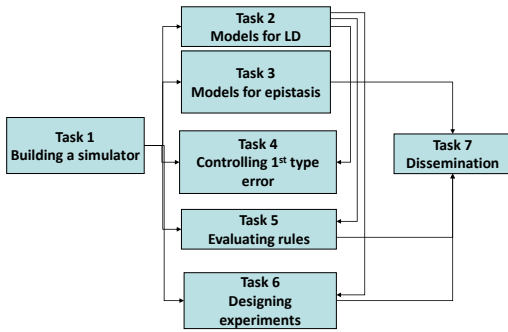 Task 2
Models for LD
Task 3
Models for epistasis
Task 1
Building a simulator
Task 4
Controlling 1st type
error
Task 7
Dissemination
Task 5
Evaluating rules
Task 6
Designing
experiments